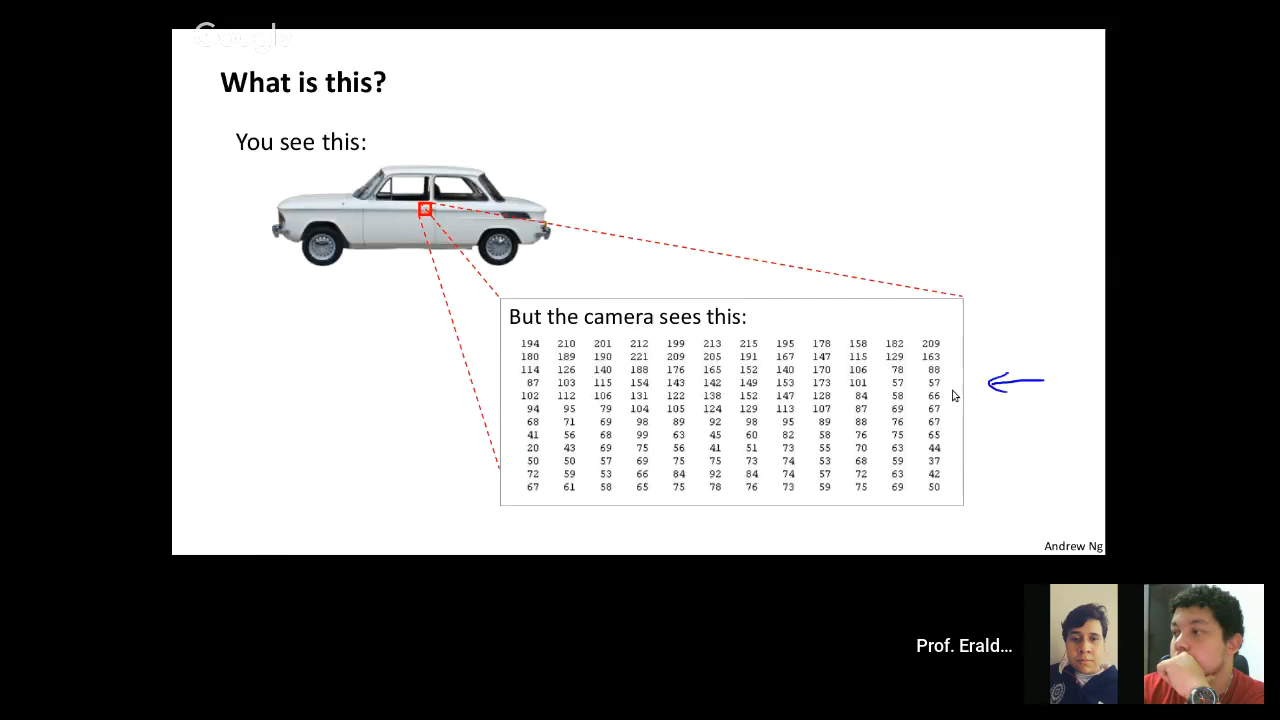 Google
What is this?
You see this:
But the camera sees this:
194 210 201 212 199 213 215 195 178 158 182 209
180 189 190 221 209 205 191 167 147 115 129 163
114 126 140 188 176 165 152 140 170 106 78 88
87 103 115 154 143 142 149 153 173 101 57 57
102 112 106 131 122 138 152 147 128 84 58 66
94 95 79 104 105 124 129 113 107 87 69 67
68 71 69 98 89 92 98 95 89 88 76 67
41 56 68 99 63 45 60 82 58 76 75 65
20 43 69 75 56 41 51 73 55 70 63 44
50 50 57 69 75 75 73 74 53 68 59 37
72 59 53 66 84 92 84 74 57 72 63 42
67 61 58 65 75 78 76 73 59 75 69 50
Andrew Ng
Prof. Erald...